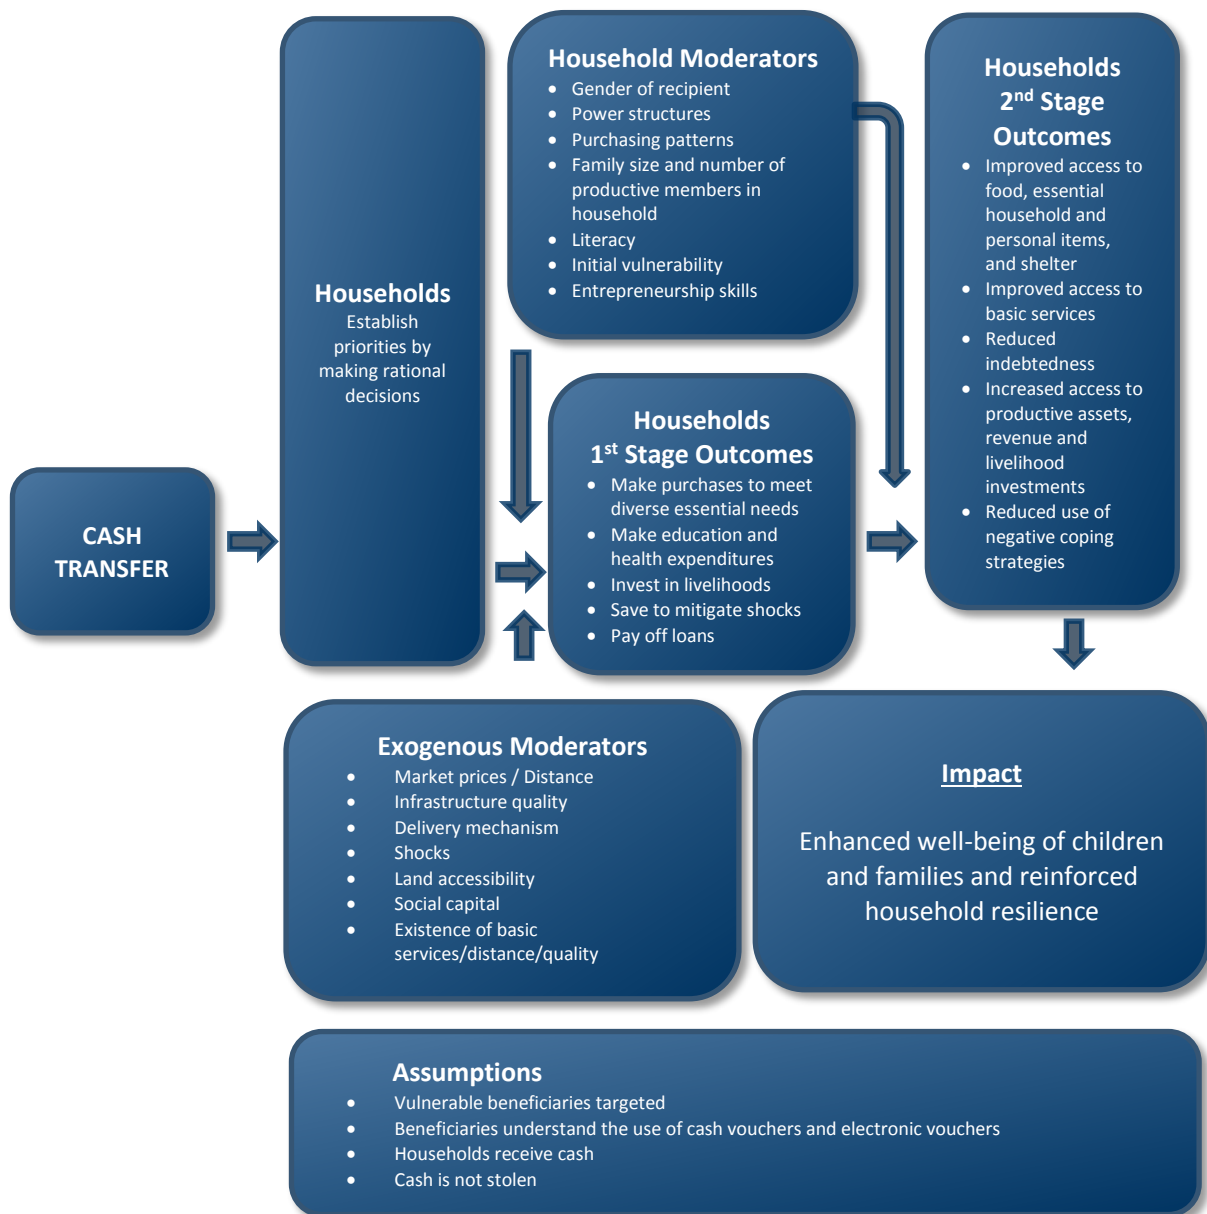 CASH
TRANSFER
Households
Establish
priorities by
making rational
decisions
Household Moderators
• Gender of recipient
• Power structures
• Purchasing patterns
• Family size and number of
productive members in
household
• Literacy
• Initial vulnerability
• Entrepreneurship skills
Households
1st Stage Outcomes
• Make purchases to meet
diverse essential needs
• Make education and
health expenditures
• Invest in livelihoods
• Save to mitigate shocks
• Pay off loans
Households
2nd Stage
Outcomes
• Improved access to
food, essential
household and
personal items,
and shelter
• Improved access to
basic services
• Reduced
indebtedness
• Increased access to
productive assets,
revenue and
livelihood
investments
• Reduced use of
negative coping
strategies
Exogenous Moderators
• Market prices / Distance
• Infrastructure quality
• Delivery mechanism
• Shocks
• Land accessibility
• Social capital
• Existence of basic
services/distance/quality
Impact
Enhanced well-being of children
and families and reinforced
household resilience
Assumptions
• Vulnerable beneficiaries targeted
• Beneficiaries understand the use of cash vouchers and electronic vouchers
• Households receive cash
• Cash is not stolen